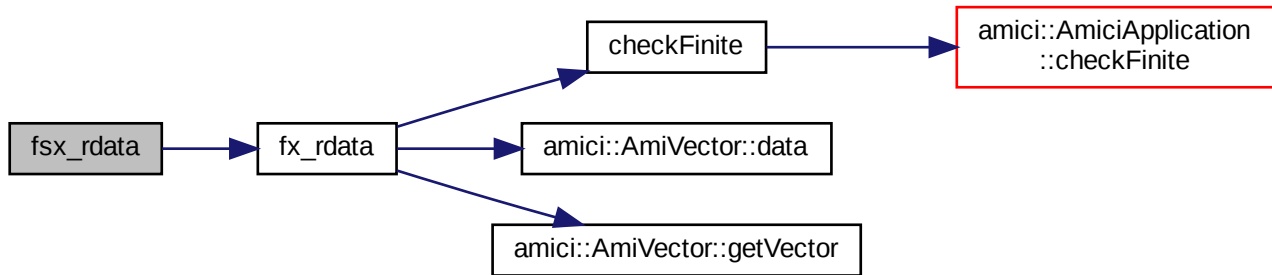 fsx_rdata
fx_rdata
checkFinite
amici::AmiciApplication
::checkFinite
amici::AmiVector::data
amici::AmiVector::getVector